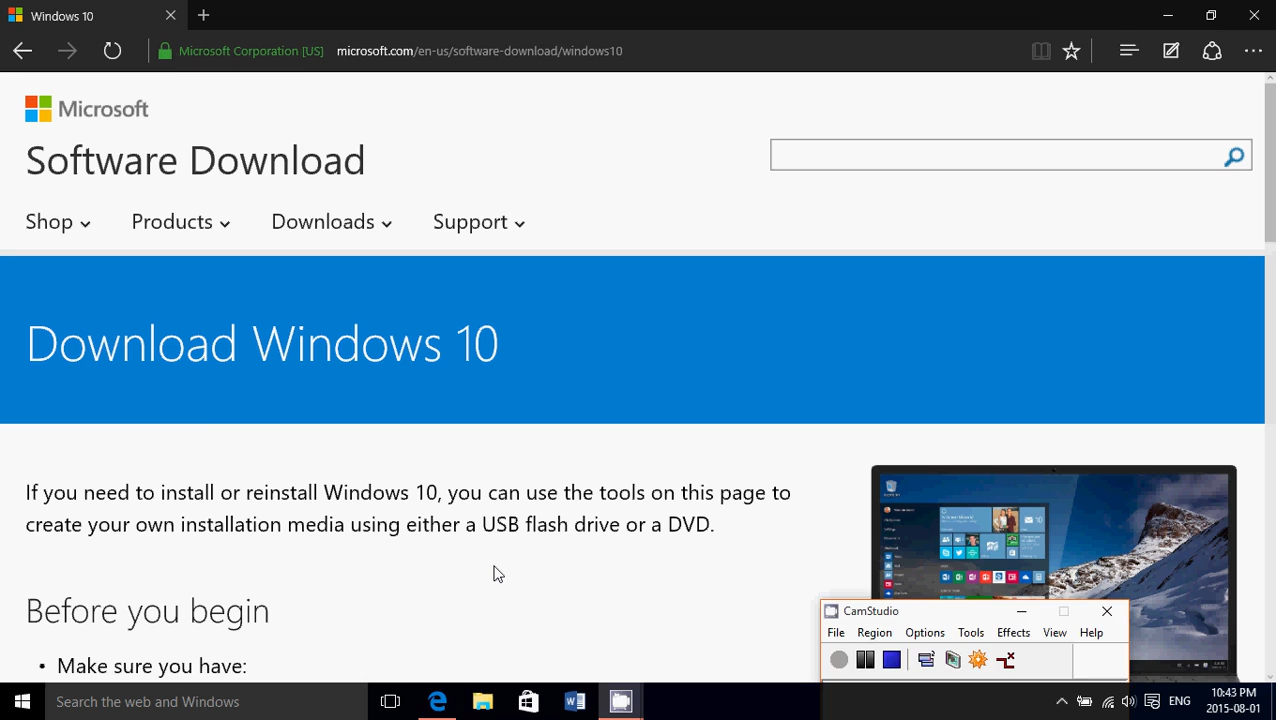 Windows 10
Microsoft Corporation [US] microsoft.com/en-us/software-download/windows10
Microsoft
Software Download
Shop Products Downloads Support
Download Windows 10
If you need to install or reinstall Windows 10, you can use the tools on this page to
create your own installation media using either a USB flash drive or a DVD.
Before you begin
• Make sure you have:
CamStudio
File Region Options Tools Effects View Help
Search the web and Windows
ENG
10:43 PM
2015-08-01